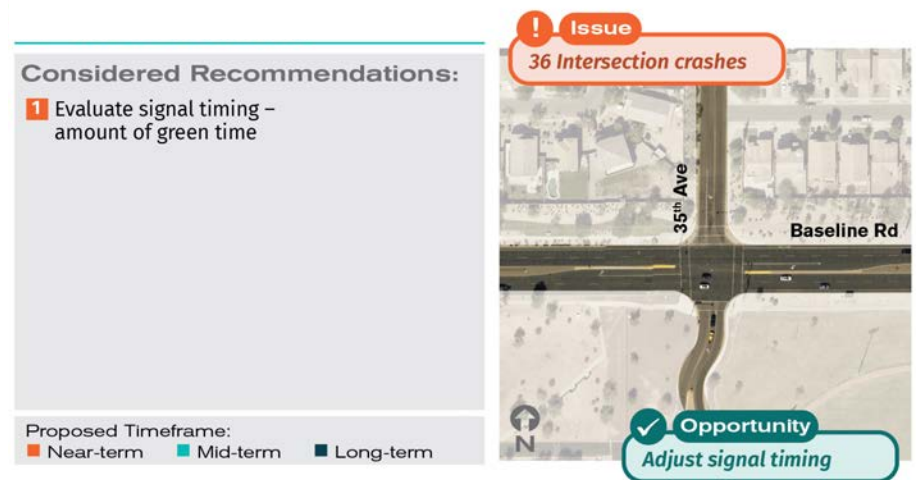 Considered Recommendations:
1 Evaluate signal timing –
amount of green time
Proposed Timeframe:
Near-term Mid-term Long-term
! Issue
36 Intersection crashes
35th Ave
Baseline Rd
N
Opportunity
Adjust signal timing